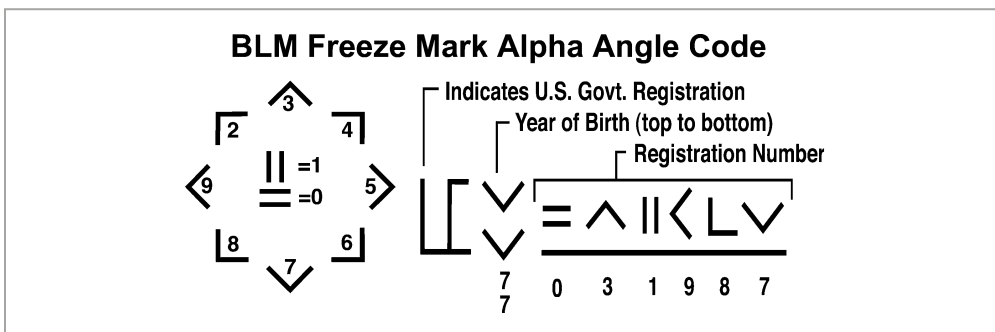 BLM Freeze Mark Alpha Angle Code
Indicates U.S. Govt. Registration
Year of Birth (top to bottom)
Registration Number
3
2 4
=1
9 5
=0
8 6
7
7
7
0 3 1 9 8 7